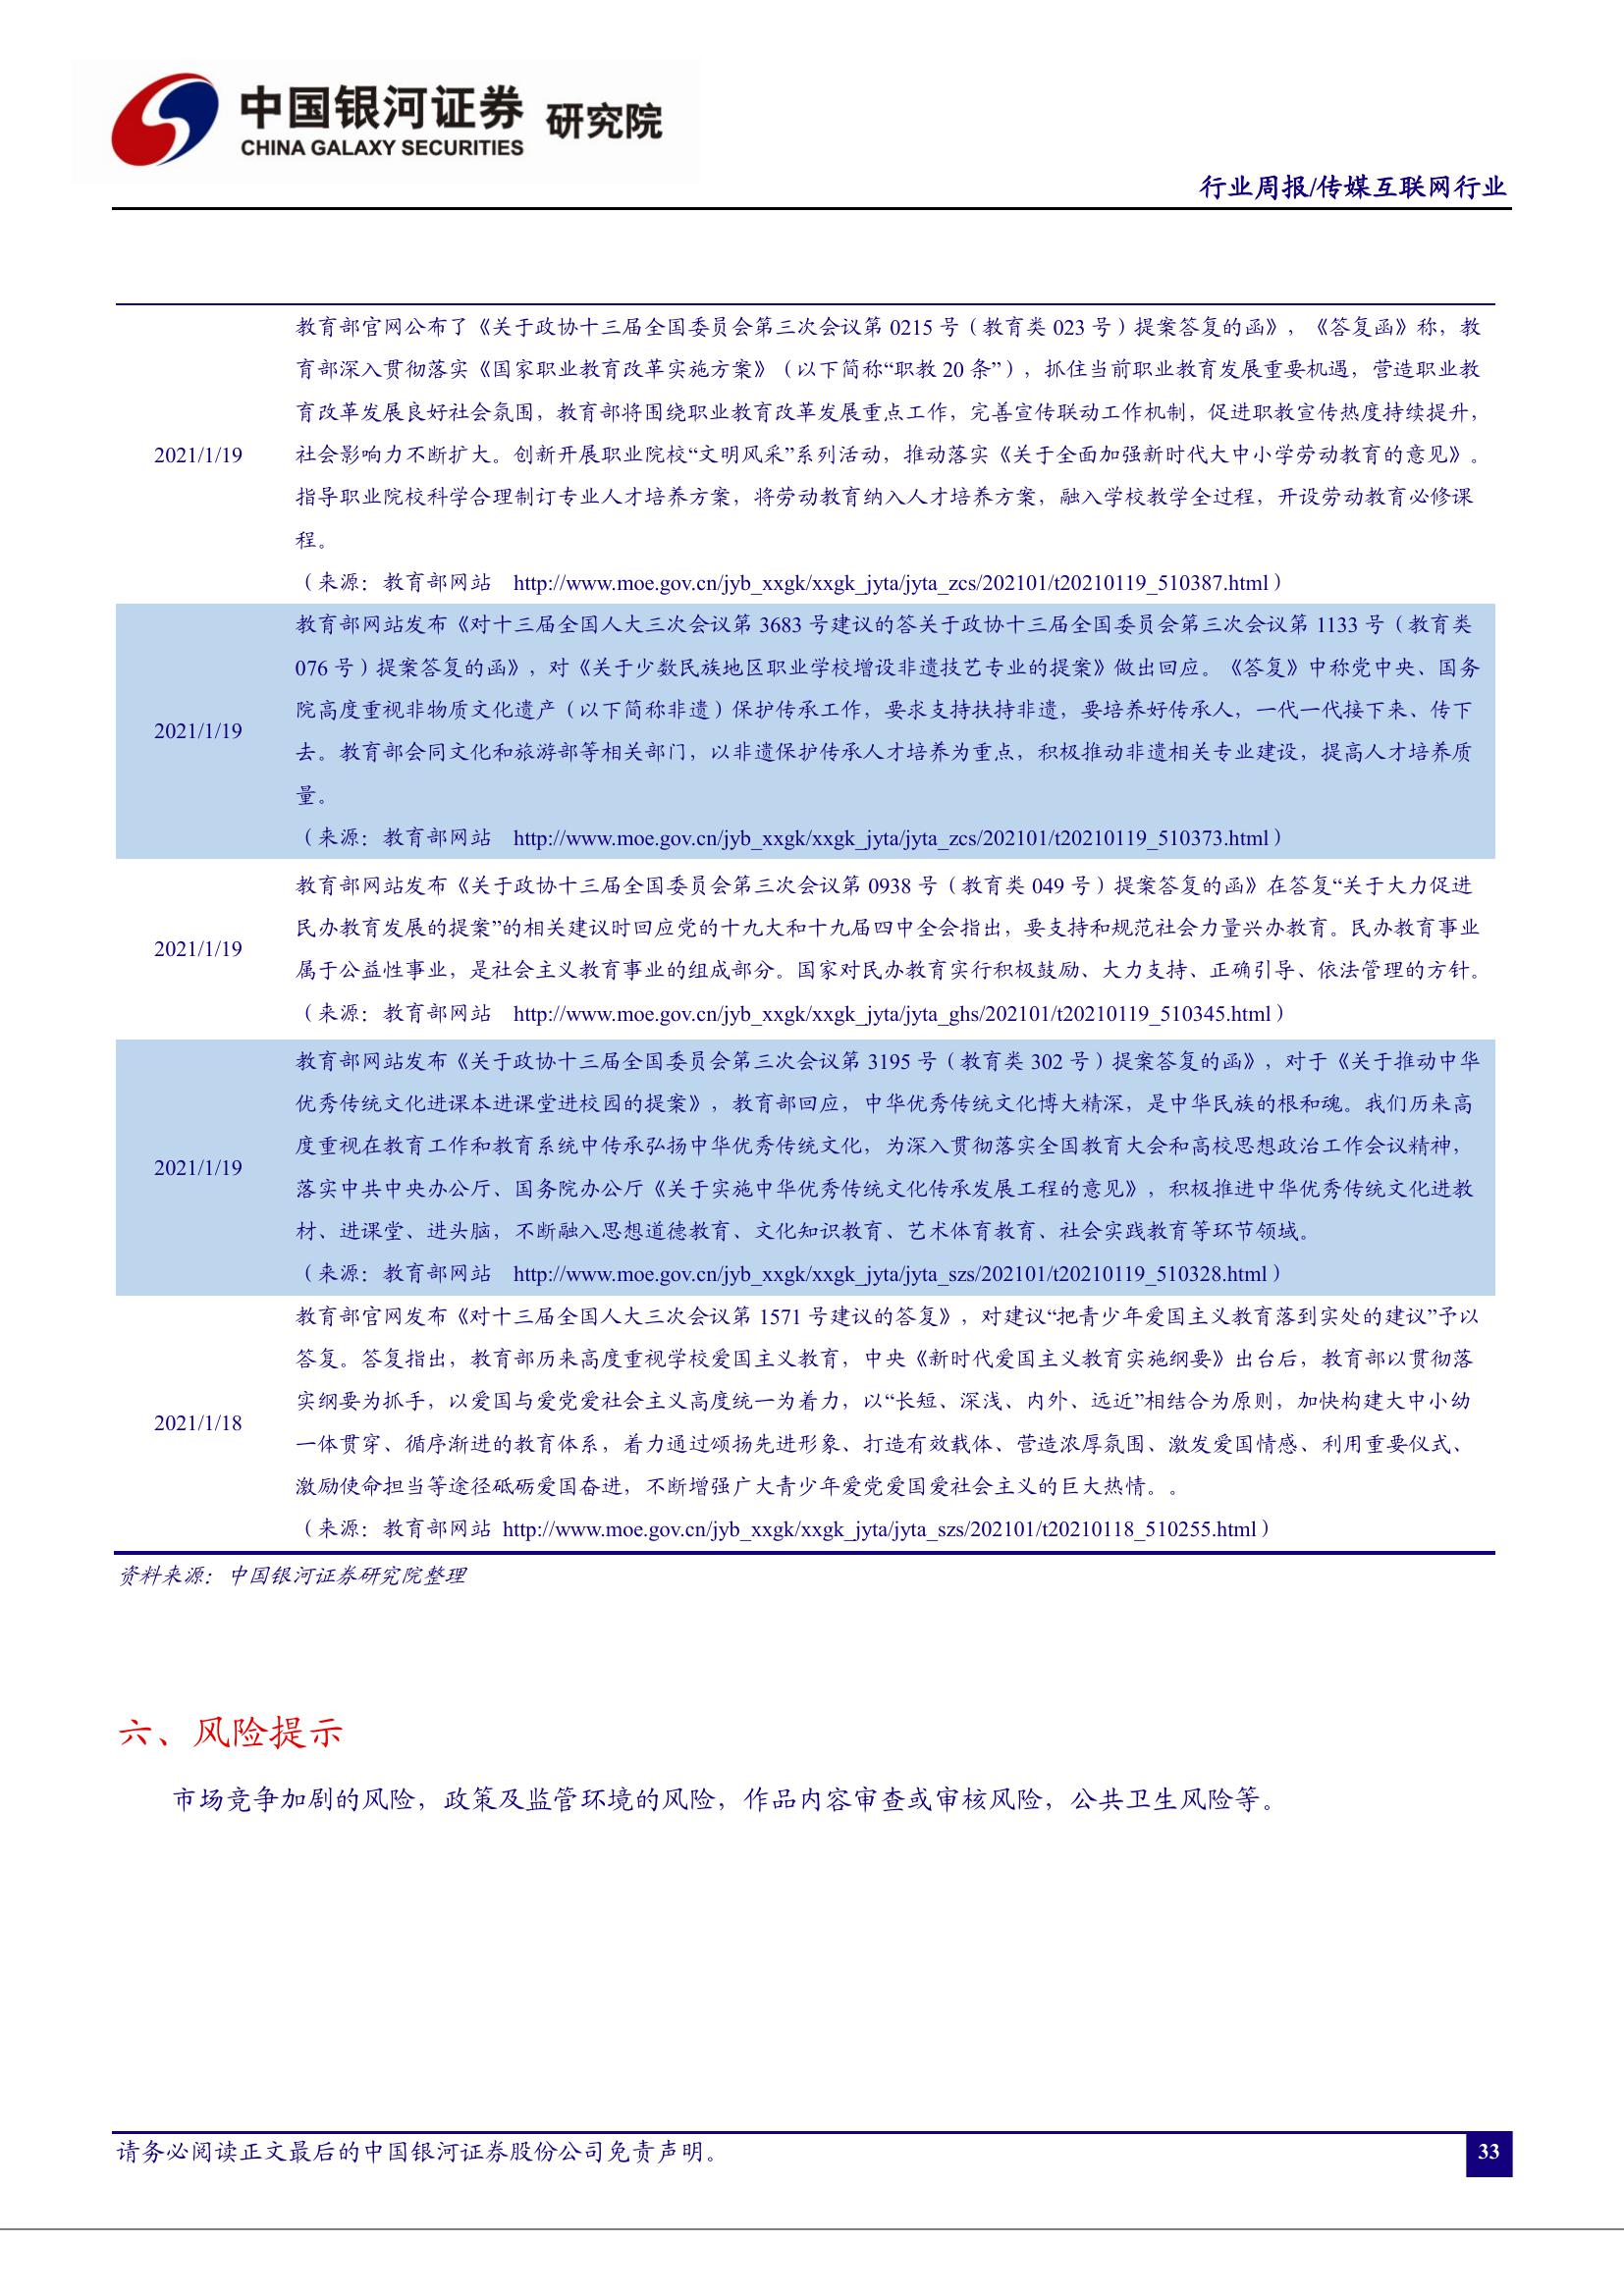 中国银河证券 研究院
CHINA GALAXY SECURITIES
行业周报/传媒互联网行业
教育部官网公布了《关于政协十三届全国委员会第三次会议第 0215 号（教育类 023 号）提案答复的函》，《答复函》称，教
育部深入贯彻落实《国家职业教育改革实施方案》（以下简称“职教 20 条”），抓住当前职业教育发展重要机遇，营造职业教
育改革发展良好社会氛围，教育部将围绕职业教育改革发展重点工作，完善宣传联动工作机制，促进职教宣传热度持续提升，
2021/1/19 社会影响力不断扩大。创新开展职业院校“文明风采”系列活动，推动落实《关于全面加强新时代大中小学劳动教育的意见》。
指导职业院校科学合理制订专业人才培养方案，将劳动教育纳入人才培养方案，融入学校教学全过程，开设劳动教育必修课
程。
（来源：教育部网站 http://www.moe.gov.cn/jyb_xxgk/xxgk_jyta/jyta_zcs/202101/t20210119_510387.html）
教育部网站发布《对十三届全国人大三次会议第 3683 号建议的答关于政协十三届全国委员会第三次会议第 1133 号（教育类
076 号）提案答复的函》，对《关于少数民族地区职业学校增设非遗技艺专业的提案》做出回应。《答复》中称党中央、国务
院高度重视非物质文化遗产（以下简称非遗）保护传承工作，要求支持扶持非遗，要培养好传承人，一代一代接下来、传下
2021/1/19 去。教育部会同文化和旅游部等相关部门，以非遗保护传承人才培养为重点，积极推动非遗相关专业建设，提高人才培养质
量。
（来源：教育部网站 http://www.moe.gov.cn/jyb_xxgk/xxgk_jyta/jyta_zcs/202101/t20210119_510373.html）
教育部网站发布《关于政协十三届全国委员会第三次会议第 0938 号（教育类 049 号）提案答复的函》在答复“关于大力促进
民办教育发展的提案”的相关建议时回应党的十九大和十九届四中全会指出，要支持和规范社会力量兴办教育。民办教育事业
2021/1/19 属于公益性事业，是社会主义教育事业的组成部分。国家对民办教育实行积极鼓励、大力支持、正确引导、依法管理的方针。
（来源：教育部网站 http://www.moe.gov.cn/jyb_xxgk/xxgk_jyta/jyta_ghs/202101/t20210119_510345.html）
教育部网站发布《关于政协十三届全国委员会第三次会议第 3195 号（教育类 302 号）提案答复的函》，对于《关于推动中华
优秀传统文化进课本进课堂进校园的提案》，教育部回应，中华优秀传统文化博大精深，是中华民族的根和魂。我们历来高
度重视在教育工作和教育系统中传承弘扬中华优秀传统文化，为深入贯彻落实全国教育大会和高校思想政治工作会议精神，
2021/1/19 落实中共中央办公厅、国务院办公厅《关于实施中华优秀传统文化传承发展工程的意见》，积极推进中华优秀传统文化进教
材、进课堂、进头脑，不断融入思想道德教育、文化知识教育、艺术体育教育、社会实践教育等环节领域。
（来源：教育部网站 http://www.moe.gov.cn/jyb_xxgk/xxgk_jyta/jyta_szs/202101/t20210119_510328.html）
教育部官网发布《对十三届全国人大三次会议第 1571 号建议的答复》，对建议“把青少年爱国主义教育落到实处的建议”予以
答复。答复指出，教育部历来高度重视学校爱国主义教育，中央《新时代爱国主义教育实施纲要》出台后，教育部以贯彻落
实纲要为抓手，以爱国与爱党爱社会主义高度统一为着力，以“长短、深浅、内外、远近”相结合为原则，加快构建大中小幼
2021/1/18 一体贯穿、循序渐进的教育体系，着力通过颂扬先进形象、打造有效载体、营造浓厚氛围、激发爱国情感、利用重要仪式、
激励使命担当等途径砥砺爱国奋进，不断增强广大青少年爱党爱国爱社会主义的巨大热情。。
（来源：教育部网站 http://www.moe.gov.cn/jyb_xxgk/xxgk_jyta/jyta_szs/202101/t20210118_510255.html）
资料来源：中国银河证券研究院整理
六、风险提示
市场竞争加剧的风险，政策及监管环境的风险，作品内容审查或审核风险，公共卫生风险等。
请务必阅读正文最后的中国银河证券股份公司免责声明。
33